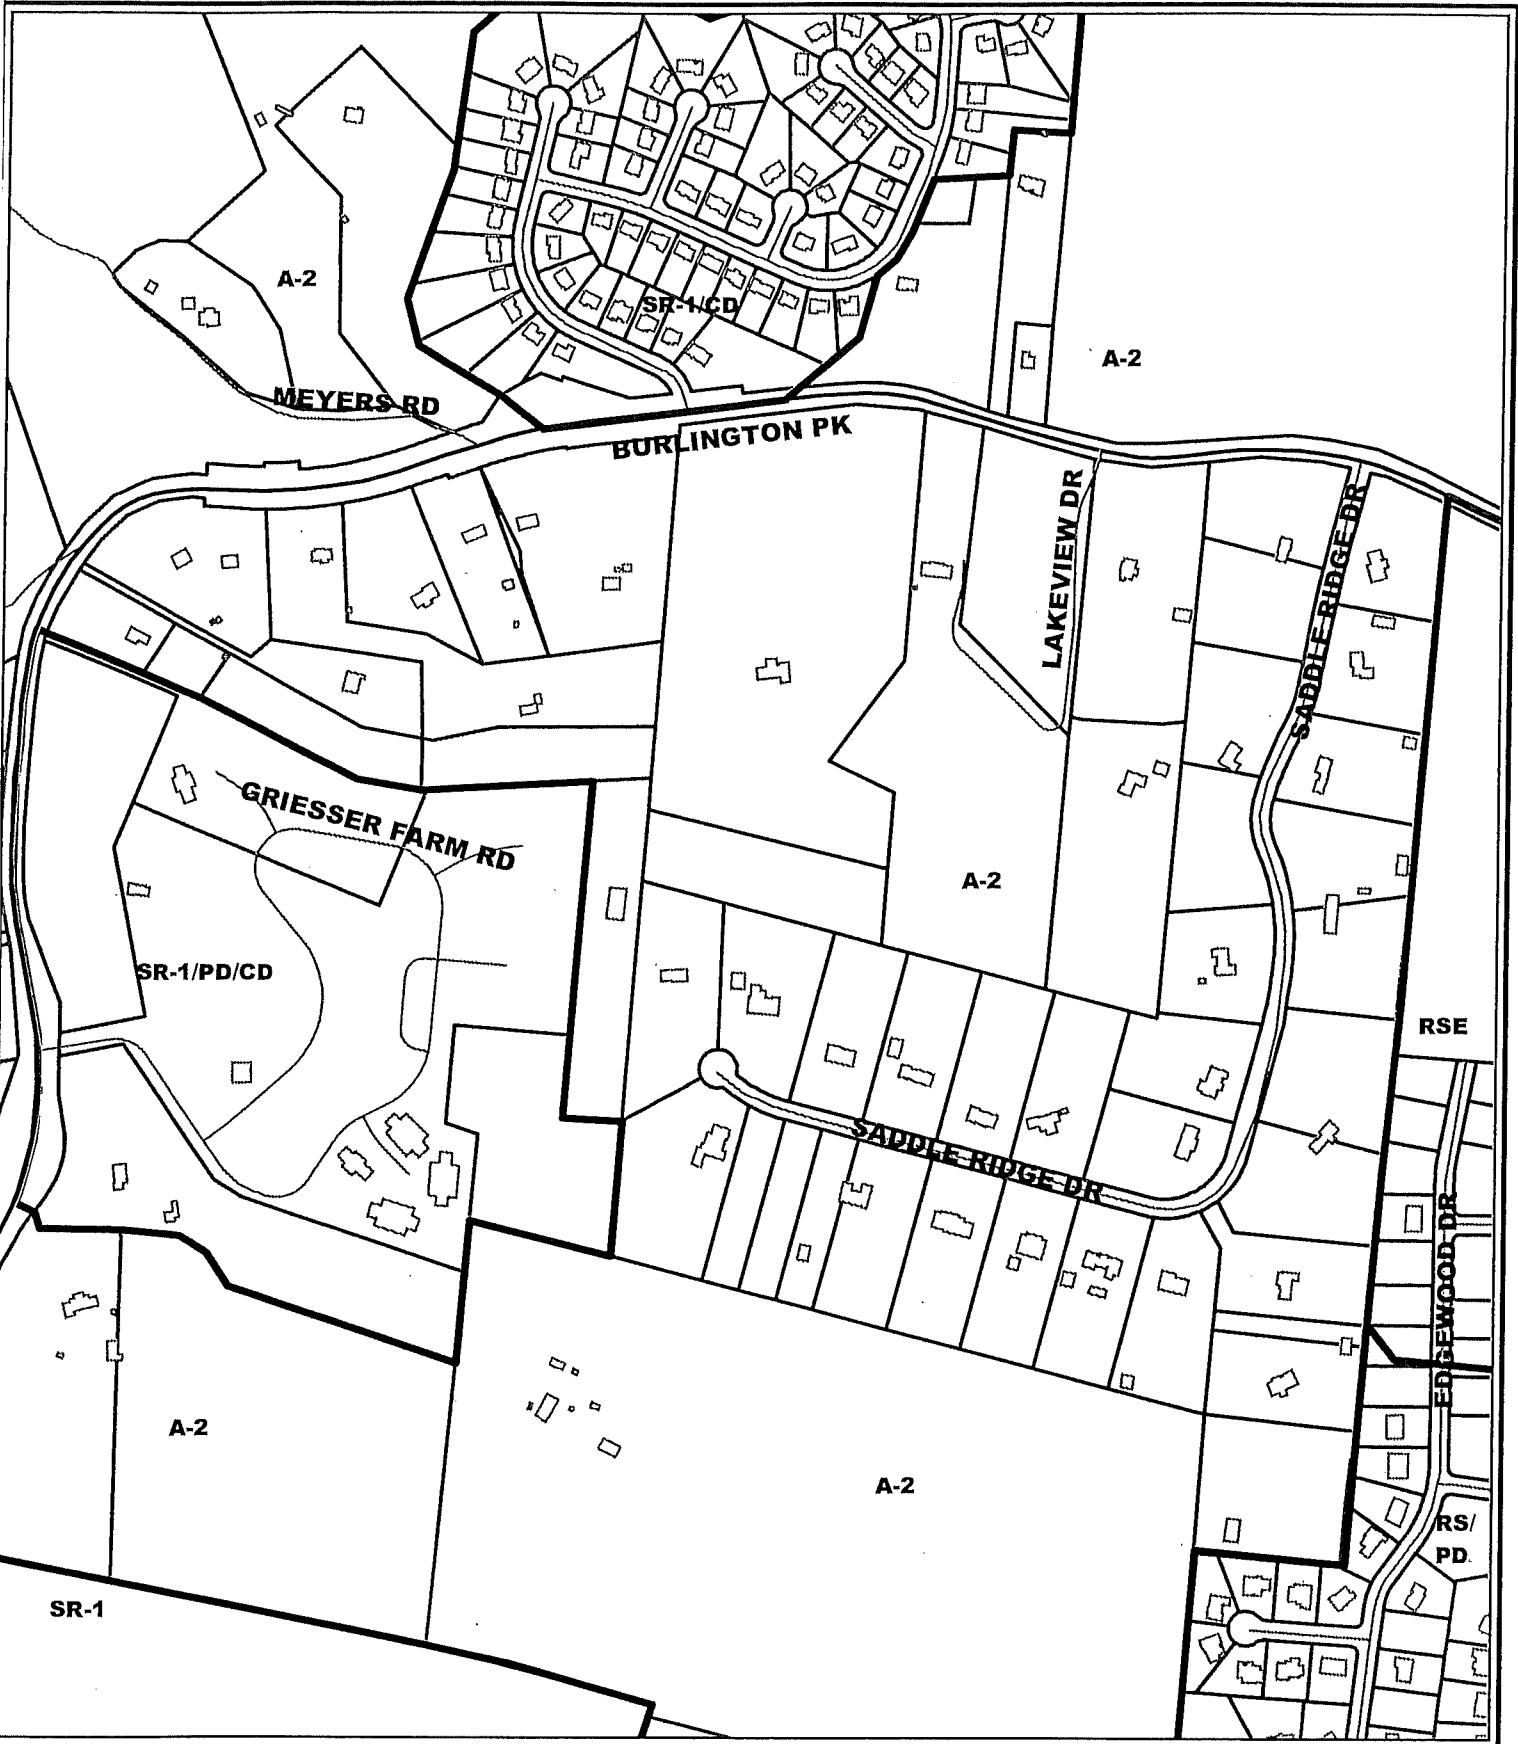 A-2
SR-1/CD
A-2
MEYERS RD
BURLINGTON PK
LAKEVIEW DR
SADDLE RIDGE DR
GRIESSER FARM RD
A-2
SR-1/PD/CD
RSE
SADDLE RIDGE DR
EDGEWOOD DR
A-2
A-2
RS/
PD
SR-1